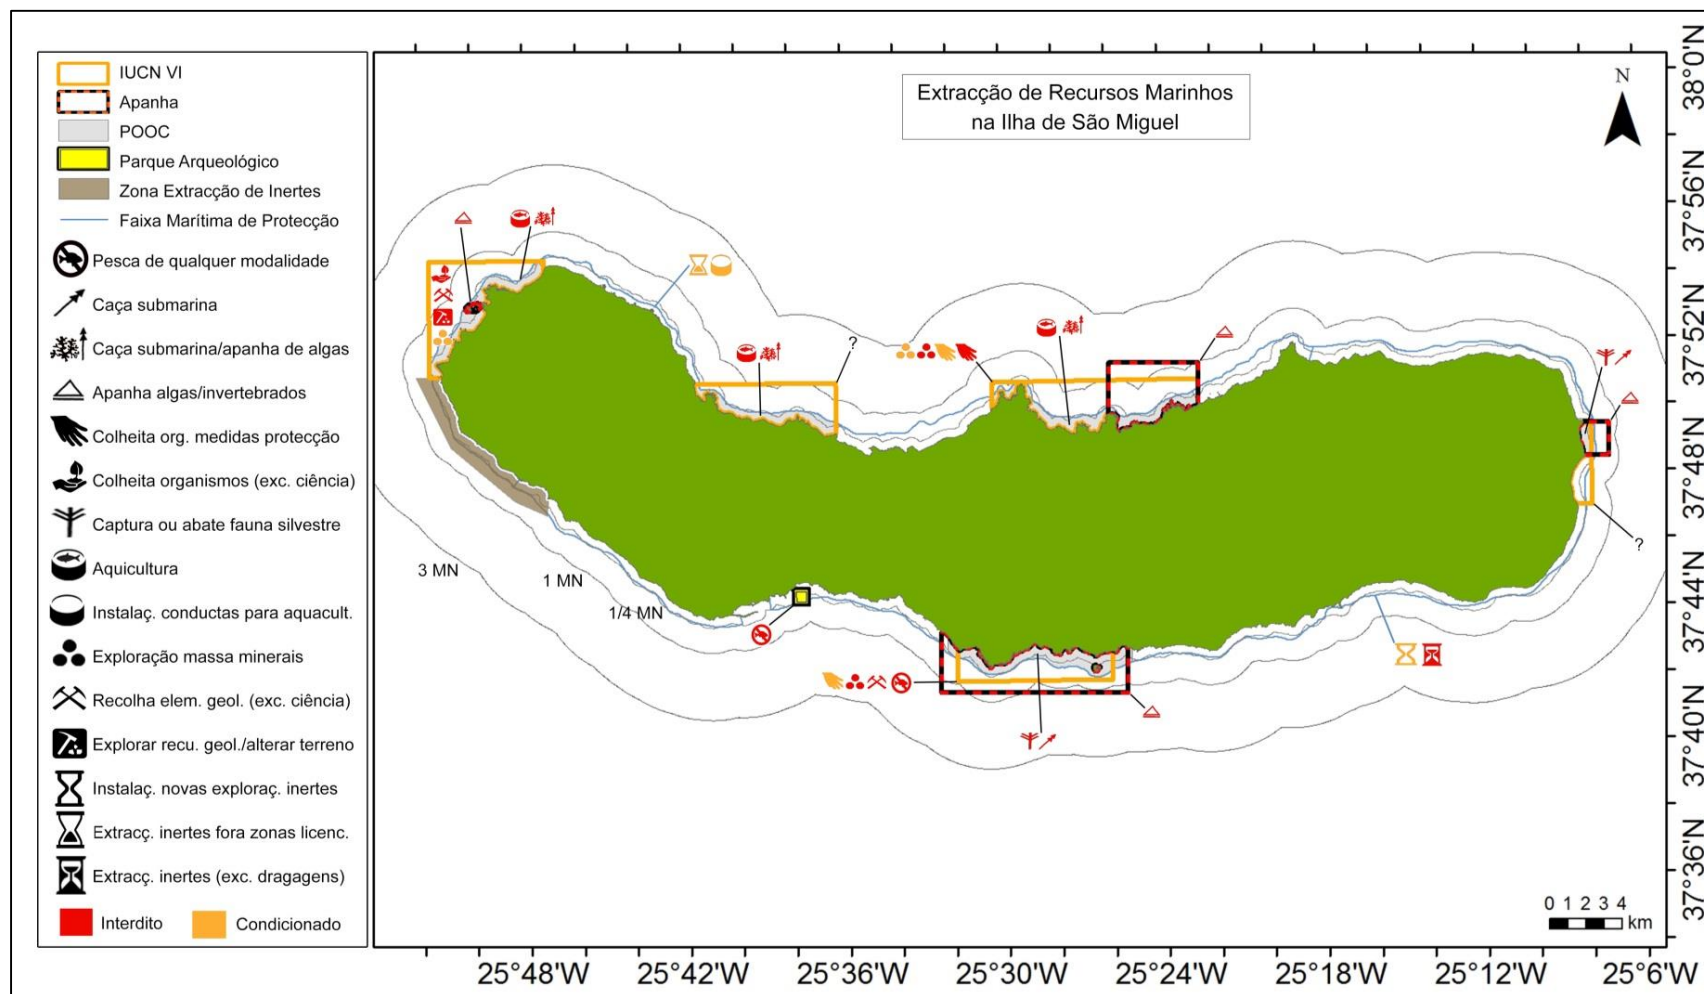 IUCN VI
Apanha
POOC
Parque Arqueológico
Zona Extracção de Inertes
Faixa Marítima de Protecção
Pesca de qualquer modalidade
Caça submarina
Caça submarina/apanha de algas
Apanha algas/invertebrados
Colheita org. medidas protecção
Colheita organismos (exc. ciência)
Captura ou abate fauna silvestre
Aquicultura
Instalaç. conductas para aquacult.
Exploração massa minerais
Recolha elem. geol. (exc. ciência)
Explorar recu. geol./alterar terreno
Instalaç. novas exploraç. inertes
Extracç. inertes fora zonas licenc.
Extracç. inertes (exc. dragagens)
Interdito Condicionado
Extracção de Recursos Marinhos
na Ilha de São Miguel
N
?
?
3 MN
1 MN
1/4 MN
0 1 2 3 4
km
38°0'N
37°56'N
37°52'N
37°48'N
37°44'N
37°40'N
37°36'N
25°48'W 25°42'W 25°36'W 25°30'W 25°24'W 25°18'W 25°12'W 25°6'W